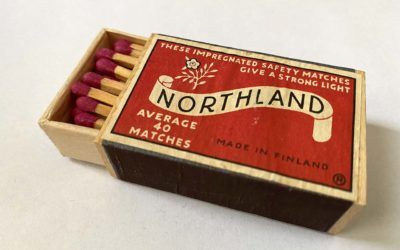 THESE IMPREGNATED SAFETY MATCHES
GIVE A STRONG LIGHT
NORTHLAND
AVERAGE
40
MATCHES
MADE IN FINLAND
®